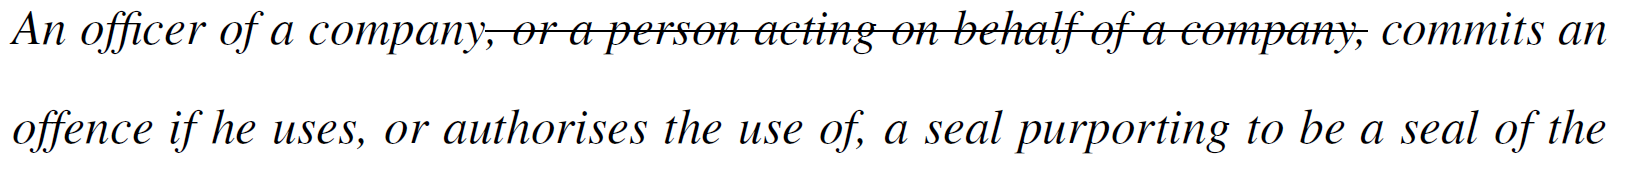 An officer of a company, or a person acting on behalf of a company, commits an
offence if he uses, or authorises the use of, a seal purporting to be a seal of the